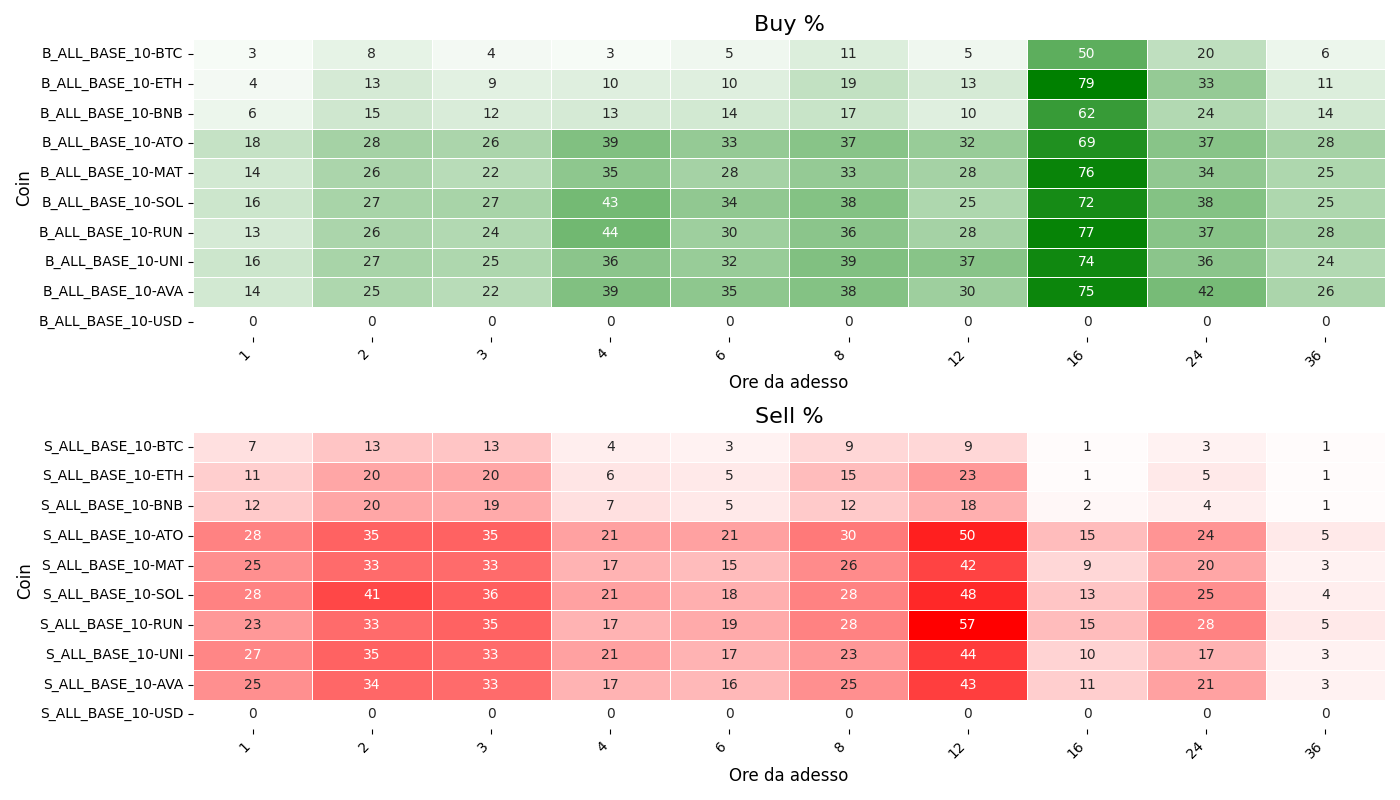 Buy %
Coin
B_ALL_BASE_10-BTC 3 8 4 3 5 11 5 50 20 6
B_ALL_BASE_10-ETH 4 13 9 10 10 19 13 79 33 11
B_ALL_BASE_10-BNB 6 15 12 13 14 17 10 62 24 14
B_ALL_BASE_10-ATO 18 28 26 39 33 37 32 69 37 28
B_ALL_BASE_10-MAT 14 26 22 35 28 33 28 76 34 25
B_ALL_BASE_10-SOL 16 27 27 43 34 38 25 72 38 25
B_ALL_BASE_10-RUN 13 26 24 44 30 36 28 77 37 28
B_ALL_BASE_10-UNI 16 27 25 36 32 39 37 74 36 24
B_ALL_BASE_10-AVA 14 25 22 39 35 38 30 75 42 26
B_ALL_BASE_10-USD 0 0 0 0 0 0 0 0 0 0
1 2 3 4 6 8 12 16 24 36
Ore da adesso
Sell %
Coin
S_ALL_BASE_10-BTC 7 13 13 4 3 9 9 1 3 1
S_ALL_BASE_10-ETH 11 20 20 6 5 15 23 1 5 1
S_ALL_BASE_10-BNB 12 20 19 7 5 12 18 2 4 1
S_ALL_BASE_10-ATO 28 35 35 21 21 30 50 15 24 5
S_ALL_BASE_10-MAT 25 33 33 17 15 26 42 9 20 3
S_ALL_BASE_10-SOL 28 41 36 21 18 28 48 13 25 4
S_ALL_BASE_10-RUN 23 33 35 17 19 28 57 15 28 5
S_ALL_BASE_10-UNI 27 35 33 21 17 23 44 10 17 3
S_ALL_BASE_10-AVA 25 34 33 17 16 25 43 11 21 3
S_ALL_BASE_10-USD 0 0 0 0 0 0 0 0 0 0
1 2 3 4 6 8 12 16 24 36
Ore da adesso